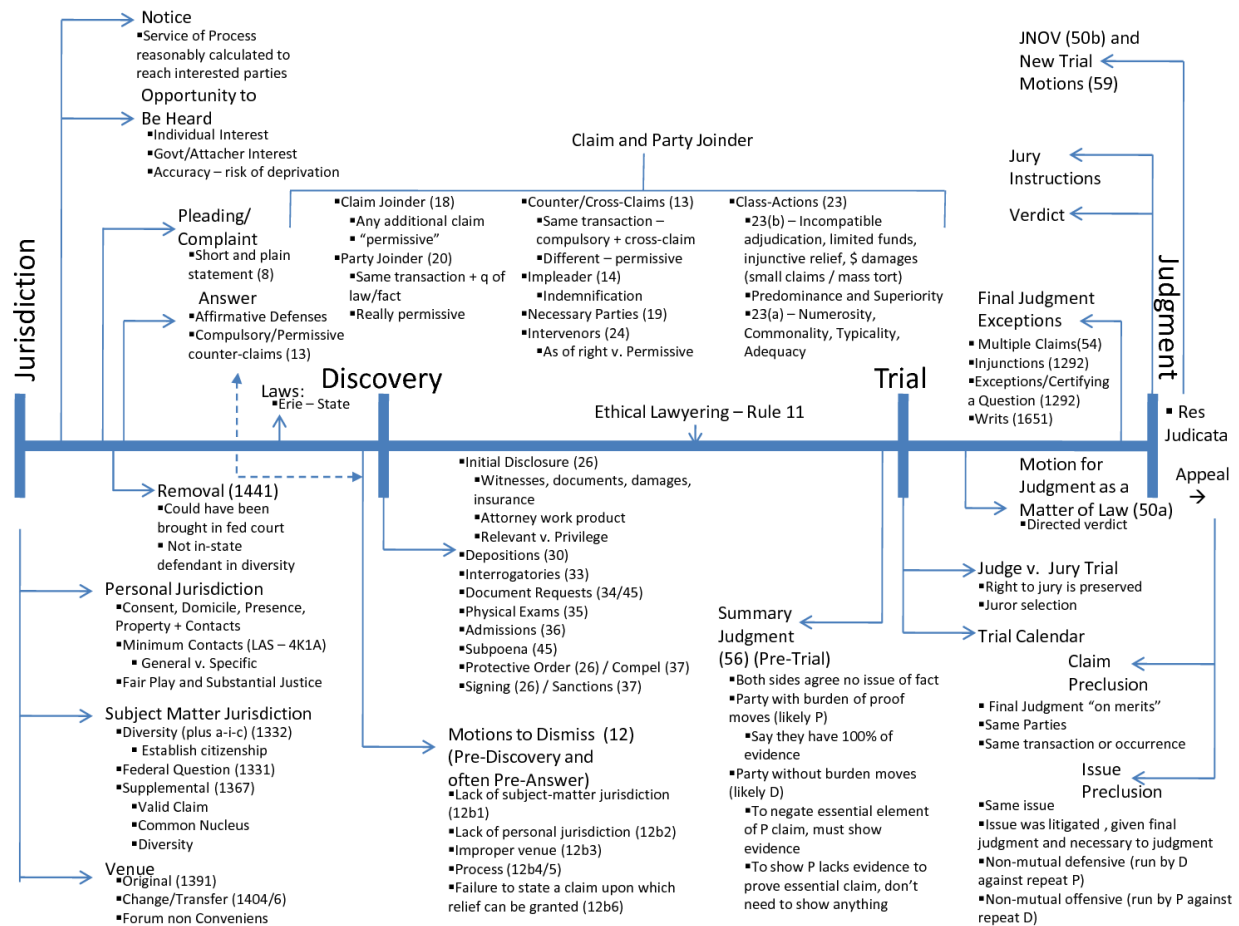 Notice
▪Service of Process
reasonably calculated to
reach interested parties
Opportunity to
Be Heard
▪Individual Interest
▪Govt/Attacher Interest
▪Accuracy – risk of deprivation
JNOV (50b) and
New Trial
Motions (59)
Jury
Instructions
Verdict
Claim and Party Joinder
▪Claim Joinder (18)
▪Any additional claim
▪ “permissive”
▪Party Joinder (20)
▪Same transaction + q of
law/fact
▪Really permissive
▪Counter/Cross-Claims (13)
▪Same transaction –
compulsory + cross-claim
▪Different – permissive
▪Impleader (14)
▪Indemnification
▪Necessary Parties (19)
▪Intervenors (24)
▪As of right v. Permissive
▪Class-Actions (23)
▪23(b) – Incompatible
adjudication, limited funds,
injunctive relief, $ damages
(small claims / mass tort)
▪Predominance and Superiority
▪23(a) – Numerosity,
Commonality, Typicality,
Adequacy
Pleading/
Complaint
▪Short and plain
statement (8)
Answer
▪Affirmative Defenses
▪Compulsory/Permissive
counter-claims (13)
Final Judgment
Exceptions
▪ Multiple Claims(54)
▪Injunctions (1292)
▪Exceptions/Certifying
a Question (1292)
▪Writs (1651)
Jurisdiction
Laws:
▪Erie – State
Discovery
Ethical Lawyering – Rule 11
Trial
Judgment
▪ Res
Judicata
Appeal
→
Removal (1441)
▪Could have been
brought in fed court
▪ Not in-state
defendant in diversity
Personal Jurisdiction
▪Consent, Domicile, Presence,
Property + Contacts
▪Minimum Contacts (LAS – 4K1A)
▪ General v. Specific
▪Fair Play and Substantial Justice
Subject Matter Jurisdiction
▪Diversity (plus a-i-c) (1332)
▪ Establish citizenship
▪Federal Question (1331)
▪Supplemental (1367)
▪Valid Claim
▪Common Nucleus
▪Diversity
Venue
▪Original (1391)
▪Change/Transfer (1404/6)
▪Forum non Conveniens
▪Initial Disclosure (26)
▪Witnesses, documents, damages,
insurance
▪Attorney work product
▪Relevant v. Privilege
▪Depositions (30)
▪Interrogatories (33)
▪Document Requests (34/45)
▪Physical Exams (35)
▪Admissions (36)
▪Subpoena (45)
▪Protective Order (26) / Compel (37)
▪Signing (26) / Sanctions (37)
Motions to Dismiss (12)
(Pre-Discovery and
often Pre-Answer)
▪Lack of subject-matter jurisdiction
(12b1)
▪Lack of personal jurisdiction (12b2)
▪Improper venue (12b3)
▪Process (12b4/5)
▪Failure to state a claim upon which
relief can be granted (12b6)
Summary
Judgment
(56) (Pre-Trial)
▪Both sides agree no issue of fact
▪Party with burden of proof
moves (likely P)
▪Say they have 100% of
evidence
▪Party without burden moves
(likely D)
▪To negate essential element
of P claim, must show
evidence
▪To show P lacks evidence to
prove essential claim, don’t
need to show anything
Motion for
Judgment as a
Matter of Law (50a)
▪Directed verdict
Judge v. Jury Trial
▪Right to jury is preserved
▪Juror selection
Trial Calendar
Claim
Preclusion
▪ Final Judgment “on merits”
▪Same Parties
▪Same transaction or occurrence
Issue
Preclusion
▪Same issue
▪Issue was litigated , given final
judgment and necessary to judgment
▪Non-mutual defensive (run by D
against repeat P)
▪Non-mutual offensive (run by P against
repeat D)